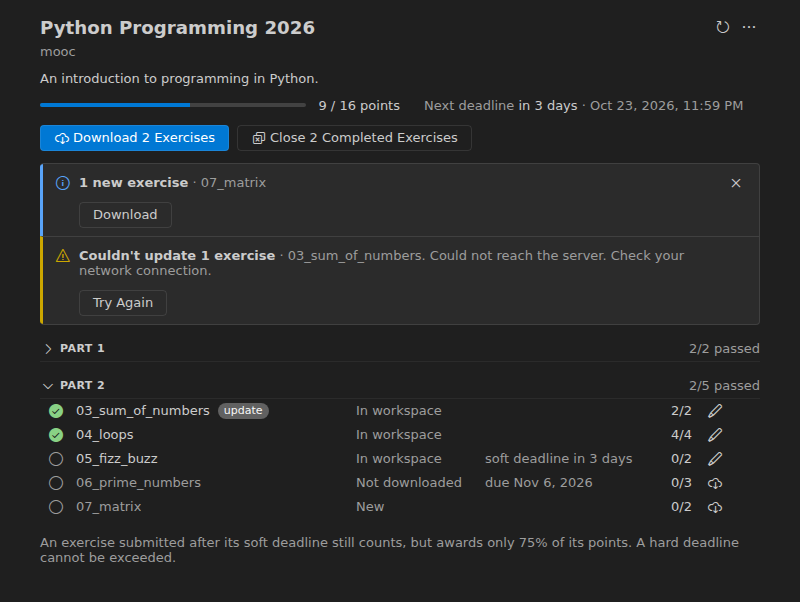 Python Programming 2026
mooc
An introduction to programming in Python.
9 / 16 points Next deadline in 3 days · Oct 23, 2026, 11:59 PM
Download 2 Exercises Close 2 Completed Exercises
1 new exercise · 07_matrix
Download
Couldn't update 1 exercise · 03_sum_of_numbers. Could not reach the server. Check your
network connection.
Try Again
PART 1 2/2 passed
PART 2 2/5 passed
03_sum_of_numbers update In workspace 2/2
04_loops In workspace 4/4
05_fizz_buzz In workspace soft deadline in 3 days 0/2
06_prime_numbers Not downloaded due Nov 6, 2026 0/3
07_matrix New 0/2
An exercise submitted after its soft deadline still counts, but awards only 75% of its points. A hard deadline
cannot be exceeded.